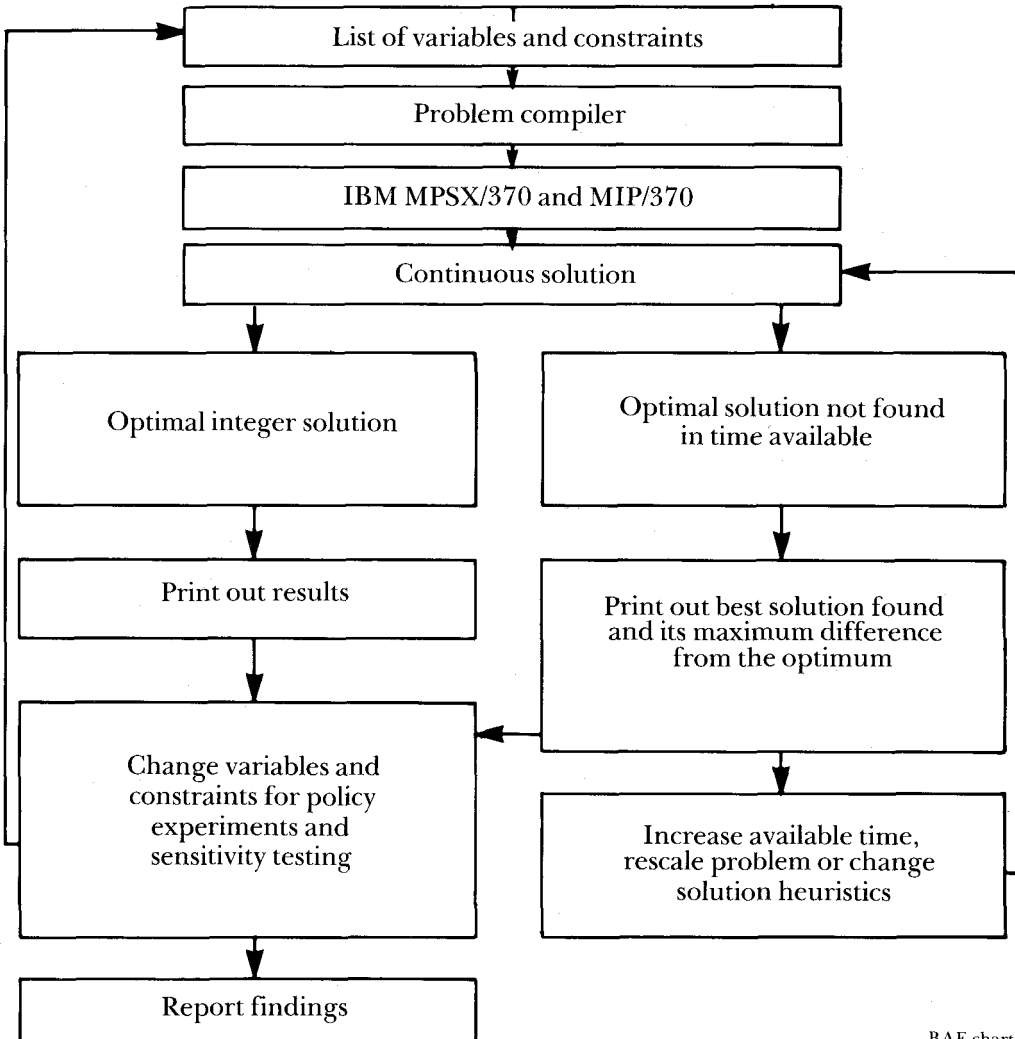 List of variables and constraints
Problem compiler
IBM MPSX/370 and MIP/370
Continuous solution
Optimal integer solution
Optimal solution not found
in time available
Print out results
Print out best solution found
and its maximum difference
from the optimum
Change variables and
constraints for policy
experiments and
sensitivity testing
Increase available time,
rescale problem or change
solution heuristics
Report findings
chart